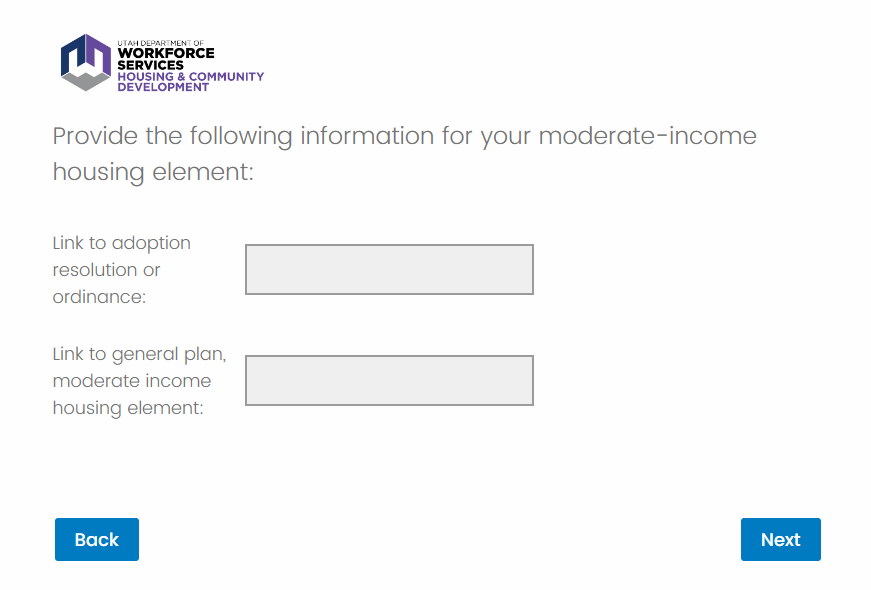 UTAH DEPARTMENT OF
WORKFORCE
SERVICES
HOUSING & COMMUNITY
DEVELOPMENT
Provide the following information for your moderate-income
housing element:
Link to adoption
resolution or
ordinance:
Link to general plan,
moderate income
housing element:
Back
Next